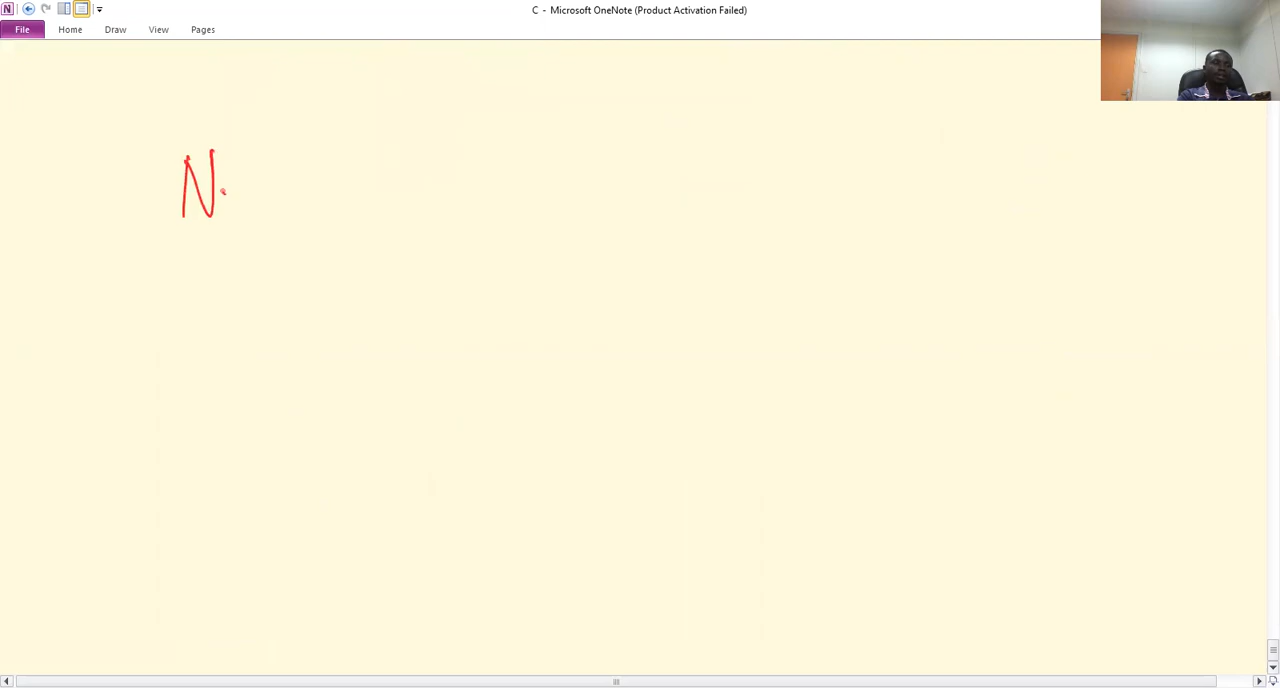 C - Microsoft OneNote (Product Activation Failed)
File Home Draw View Pages
N.